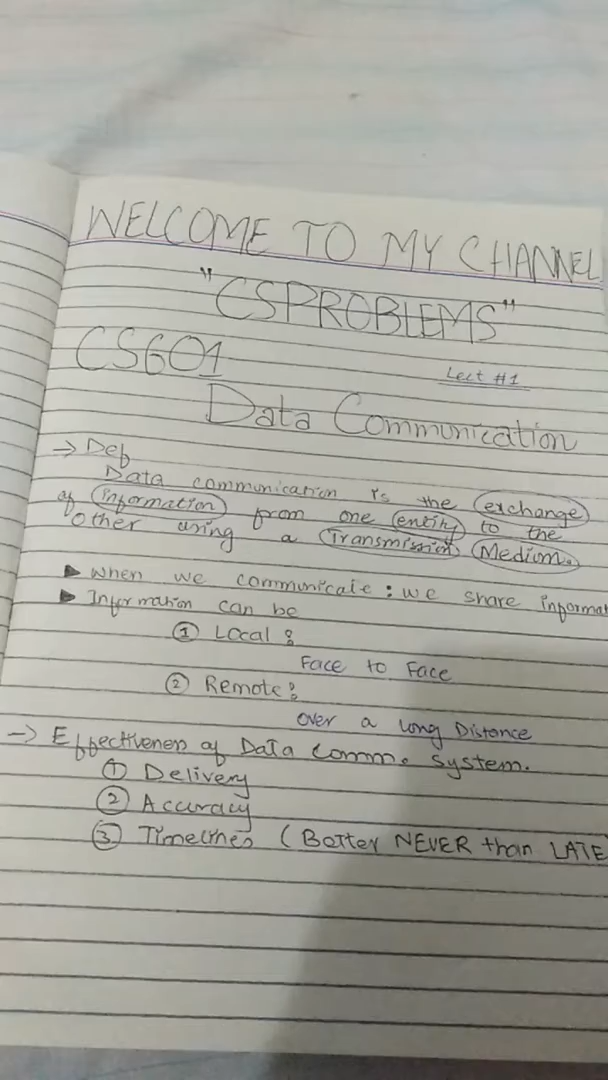 WELCOME TO MY CHANNEL
"CSPROBLEMS"
CS601
Lect #1
Data Communication
→ Def
Data communication is the exchange
of information from one entity to the
other using a Transmission Medium.
▶ When we communicate : we share informa
▶ Information can be
① Local :
Face to Face
② Remote :
over a Long Distance
→ Effectiveness of Data Comm. System.
① Delivery
② Accuracy
③ Timeliness (Better NEVER than LATE